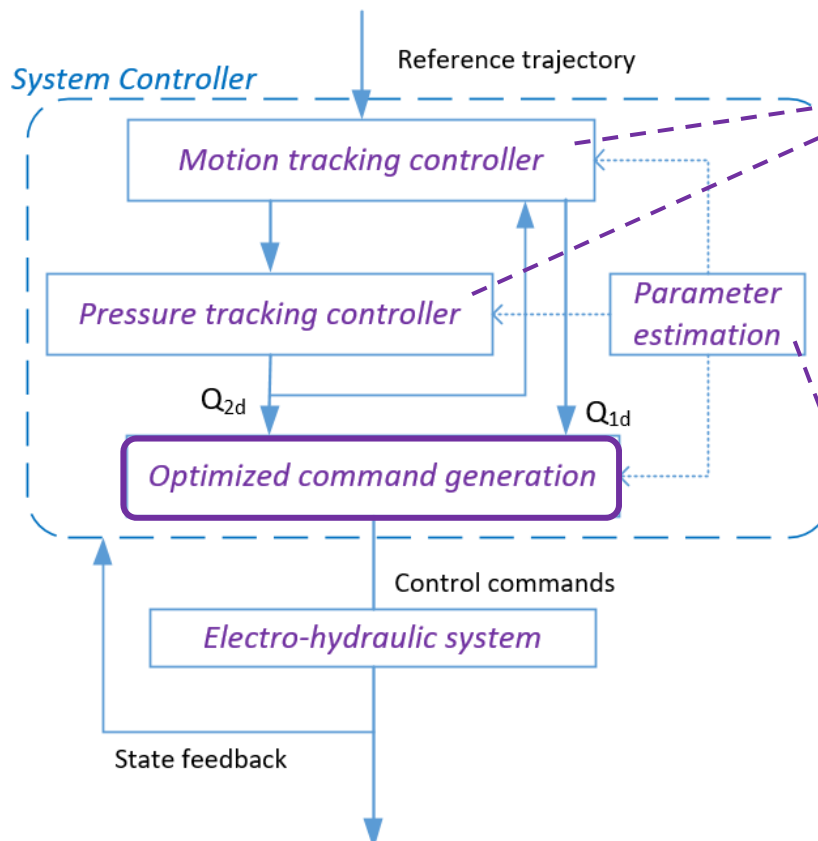 Reference trajectory
System Controller
Motion tracking controller
Pressure tracking controller
Parameter
estimation
Q2d
Q1d
Optimized command generation
Control commands
Electro-hydraulic system
State feedback